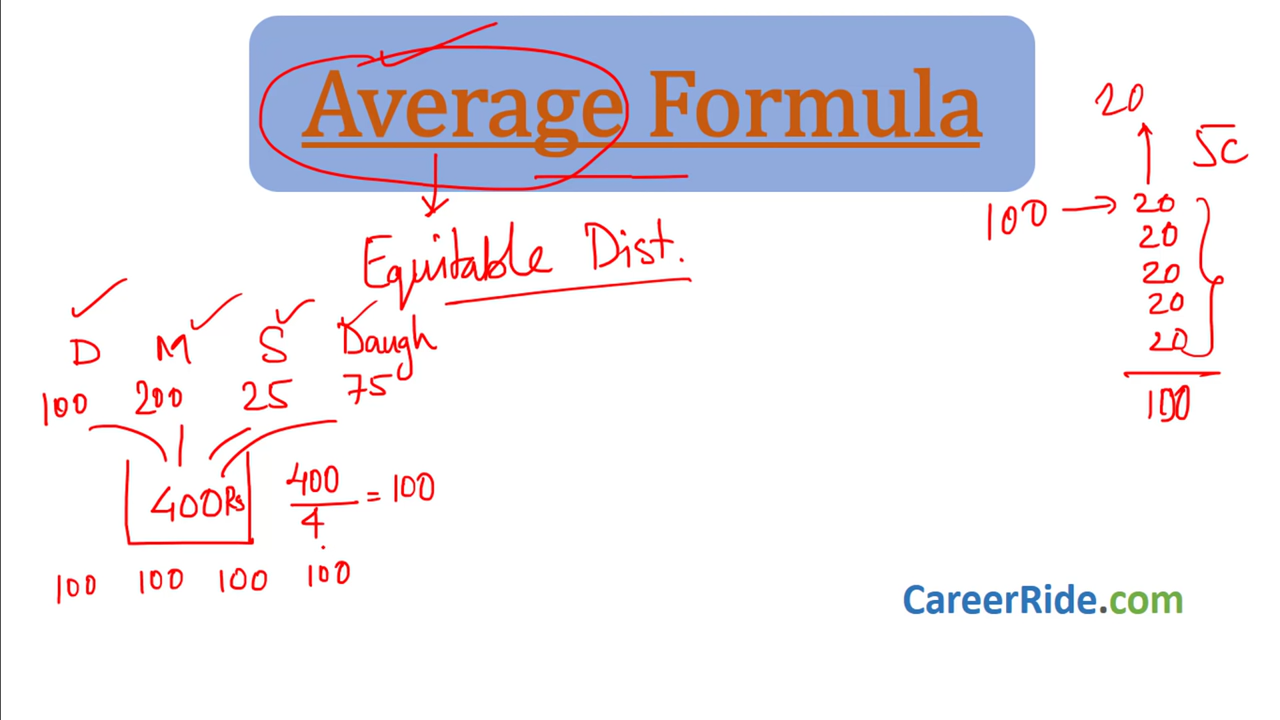 Average Formula
Equitable Dist.
D M S Daugh
100 200 25 75
400Rs
400
4
= 100
100 100 100 100
20
5C
100 → 20
20
20
20
20
100
CareerRide.com